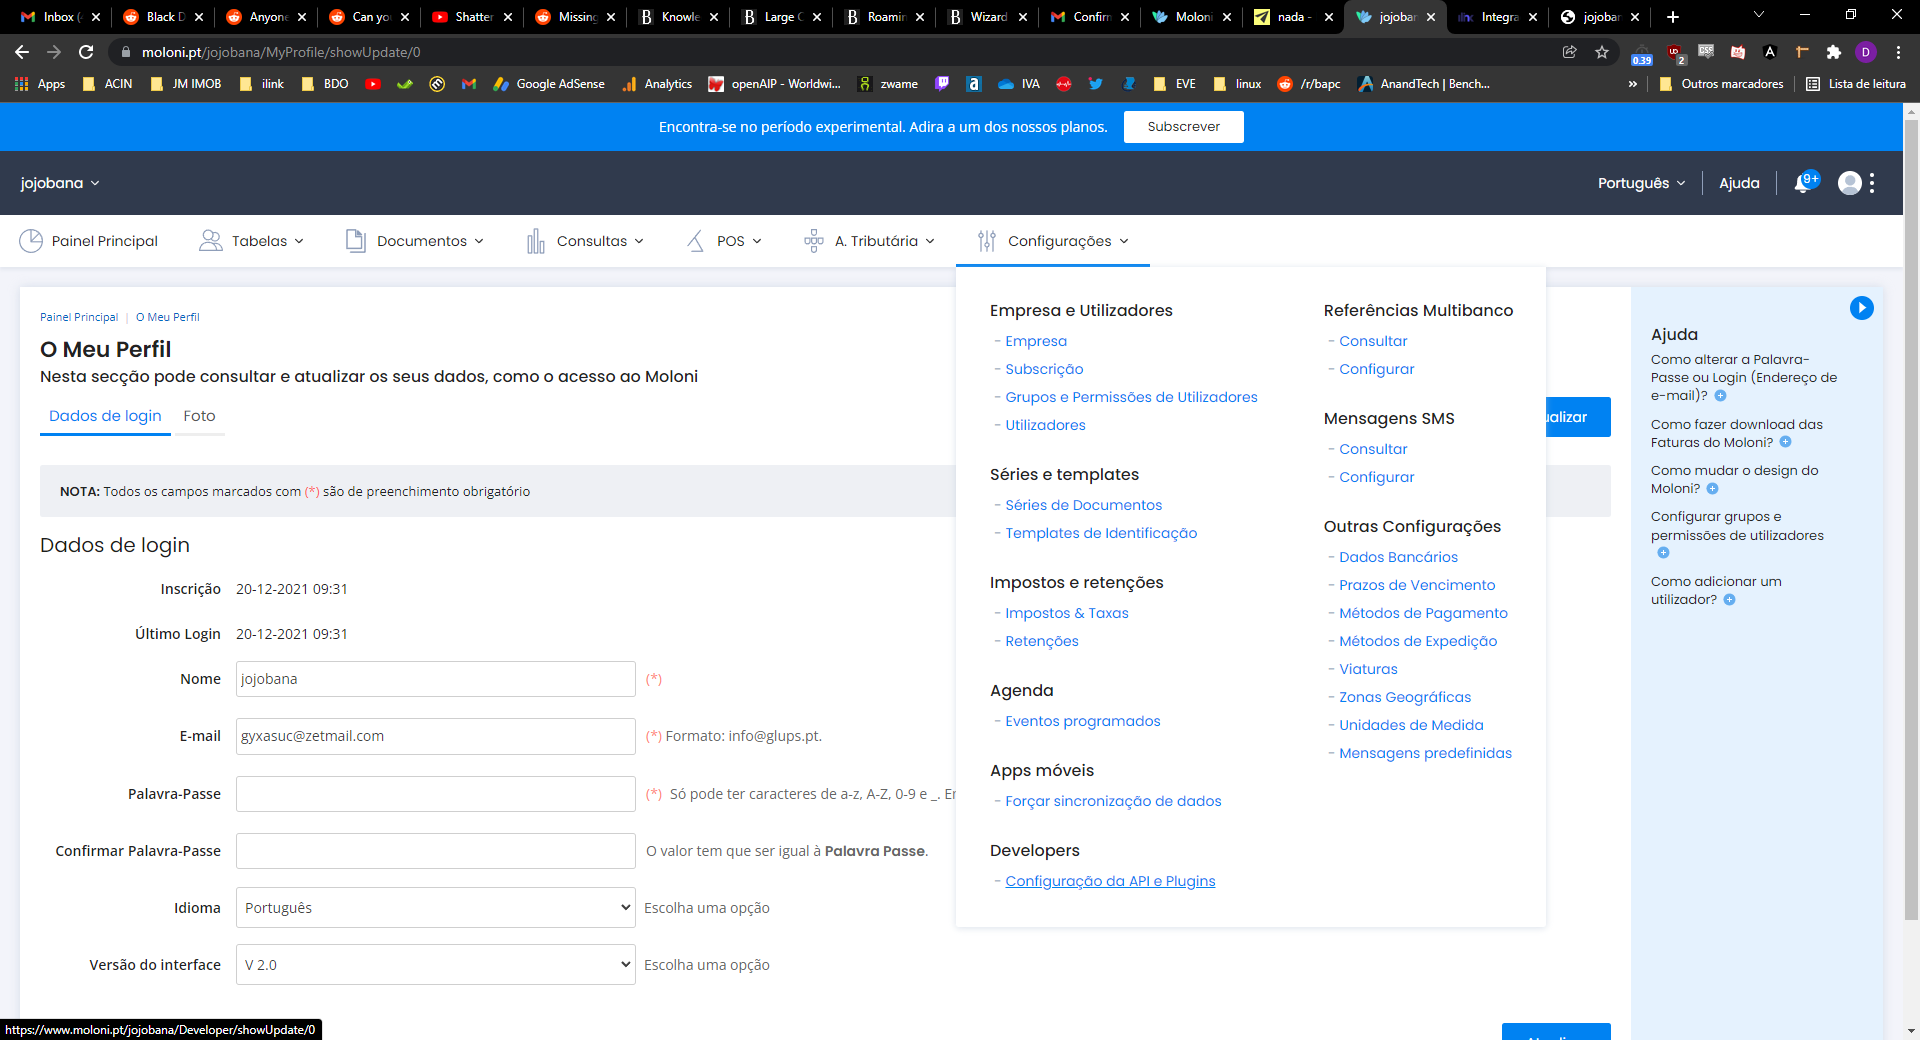 Inbox (
Black D
Anyone
Can yo
Shatter
Missing
Knowle
Large C
Roamin
Wizard
Confirm
Moloni
nada -
jojobar
Integra
jojobar
moloni.pt/jojobana/MyProfile/showUpdate/0
0.39
2
D
Apps
ACIN
JM IMOB
ilink
BDO
Google AdSense
Analytics
openAIP - Worldwi...
zwame
IVA
EVE
linux
/r/bapc
AnandTech | Bench...
»
Outros marcadores
Lista de leitura
Encontra-se no período experimental. Adira a um dos nossos planos.
Subscrever
jojobana
Português
Ajuda
9+
Painel Principal
Tabelas
Documentos
Consultas
POS
A. Tributária
Configurações
Painel Principal | O Meu Perfil
O Meu Perfil
Nesta secção pode consultar e atualizar os seus dados, como o acesso ao Moloni
Dados de login
Foto
ualizar
NOTA: Todos os campos marcados com (*) são de preenchimento obrigatório
Dados de login
Inscrição 20-12-2021 09:31
Último Login 20-12-2021 09:31
Nome jojobana (*)
E-mail gyxasuc@zetmail.com (*) Formato: info@glups.pt.
Palavra-Passe (*) Só pode ter caracteres de a-z, A-Z, 0-9 e _.
Confirmar Palavra-Passe O valor tem que ser igual à Palavra Passe.
Idioma Português Escolha uma opção
Versão do interface V 2.0 Escolha uma opção
Empresa e Utilizadores
- Empresa
- Subscrição
- Grupos e Permissões de Utilizadores
- Utilizadores
Séries e templates
- Séries de Documentos
- Templates de Identificação
Impostos e retenções
- Impostos & Taxas
- Retenções
Agenda
- Eventos programados
Apps móveis
- Forçar sincronização de dados
Developers
- Configuração da API e Plugins
Referências Multibanco
- Consultar
- Configurar
Mensagens SMS
- Consultar
- Configurar
Outras Configurações
- Dados Bancários
- Prazos de Vencimento
- Métodos de Pagamento
- Métodos de Expedição
- Viaturas
- Zonas Geográficas
- Unidades de Medida
- Mensagens predefinidas
Ajuda
Como alterar a Palavra-
Passe ou Login (Endereço de
e-mail)?
Como fazer download das
Faturas do Moloni?
Como mudar o design do
Moloni?
Configurar grupos e
permissões de utilizadores
Como adicionar um
utilizador?
https://www.moloni.pt/jojobana/Developer/showUpdate/0